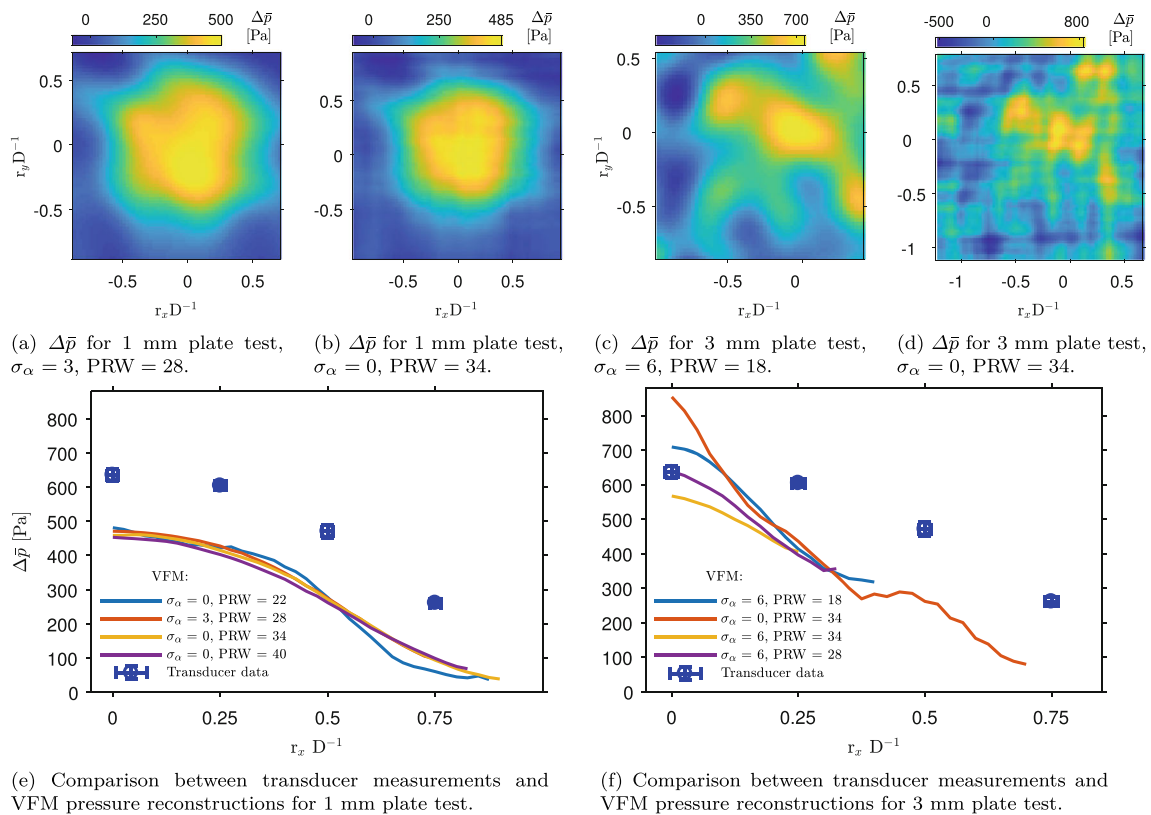 0 250 500 Δp̄ [Pa]
0 250 485 Δp̄ [Pa]
0 350 700 Δp̄ [Pa]
-500 0 800 Δp̄ [Pa]
0.5
0
-0.5
r_y D⁻¹
-0.5 0 0.5
r_x D⁻¹
0.5
0
-0.5
-0.5 0 0.5
r_x D⁻¹
0.5
0
-0.5
r_y D⁻¹
-0.5 0
r_x D⁻¹
0.5
0
-0.5
-1
-1 -0.5 0 0.5
r_x D⁻¹
(a) Δp̄ for 1 mm plate test,
σ_α = 3, PRW = 28.
(b) Δp̄ for 1 mm plate test,
σ_α = 0, PRW = 34.
(c) Δp̄ for 3 mm plate test,
σ_α = 6, PRW = 18.
(d) Δp̄ for 3 mm plate test,
σ_α = 0, PRW = 34.
800
700
600
500
400
300
200
100
0
Δp̄ [Pa]
VFM:
σ_α = 0, PRW = 22
σ_α = 3, PRW = 28
σ_α = 0, PRW = 34
σ_α = 0, PRW = 40
Transducer data
0 0.25 0.5 0.75
r_x D⁻¹
800
700
600
500
400
300
200
100
0
VFM:
σ_α = 6, PRW = 18
σ_α = 0, PRW = 34
σ_α = 6, PRW = 34
σ_α = 6, PRW = 28
Transducer data
0 0.25 0.5 0.75
r_x D⁻¹
(e) Comparison between transducer measurements and
VFM pressure reconstructions for 1 mm plate test.
(f) Comparison between transducer measurements and
VFM pressure reconstructions for 3 mm plate test.